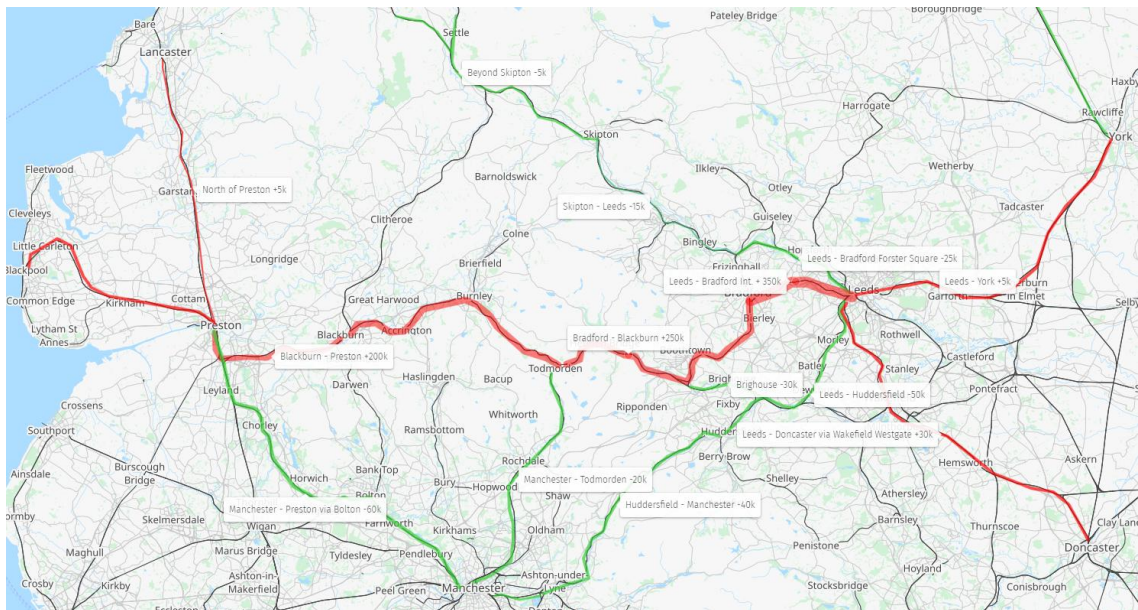 Bare
Lancaster
Settle
Pateley Bridge
Boroughbridge
Haxby
Beyond Skipton -5k
Harrogate
Rawcliffe
York
Skipton
Fleetwood
Garstan
North of Preston +5k
Barnoldswick
Ilkley
Otley
Wetherby
Cleveleys
Skipton - Leeds -15k
Guiseley
Tadcaster
Clitheroe
Colne
Bingley
Little Carleton
Blackpool
Longridge
Brierfield
Frizinghall
Leeds - Bradford Forster Square -25k
Leeds - Bradford Int. + 350k
Leeds - York +5k
Leeds
Garforth
in Elmet
Selby
Common Edge
Kirkham
Cottam
Great Harwood
Burnley
Bradford
Lytham St
Annes
Preston
Blackburn
Accrington
Bradford - Blackburn +250k
Bierley
Rothwell
Morley
Blackburn - Preston +200k
Todmorden
Batley
Stanley
Castleford
Leyland
Darwen
Haslingden
Bacup
Brighouse -30k
Pontefract
Crossens
Ripponden
Fixby
Leeds - Huddersfield -50k
Whitworth
Southport
Chorley
Ramsbottom
Leeds - Doncaster via Wakefield Westgate +30k
Berry Brow
Askern
Ainsdale
Burscough
Bridge
Horwich
Bank Top
Rochdale
Hemsworth
Bolton
Bury
Hopwood
Manchester - Todmorden -20k
Shelley
Shaw
Athersley
Manchester - Preston via Bolton -60k
Huddersfield - Manchester -40k
Skelmersdale
Wigan
Farnworth
Kirkhams
Oldham
Barnsley
Thurnscoe
Clay Lane
Maghull
Marus Bridge
Tyldesley
Pendlebury
Penistone
Doncaster
Hoyland
Crosby
Kirkby
Ashton-in-
Makerfield
Peel Green
Manchester
Ashton-under-
Lyne
Stocksbridge
Conisbrough